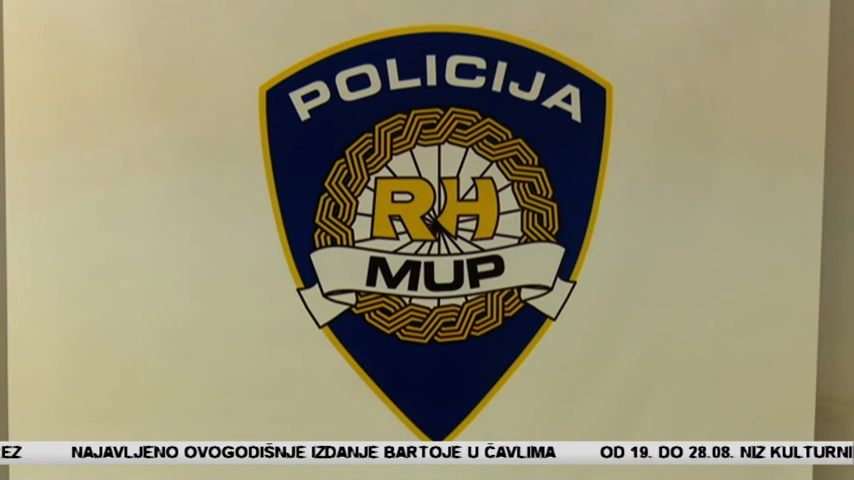 POLICIJA
RH
MUP
EZ NAJAVLJENO OVOGODIŠNJE IZDANJE BARTOJE U ČAVLIMA OD 19. DO 28.08. NIZ KULTURNI